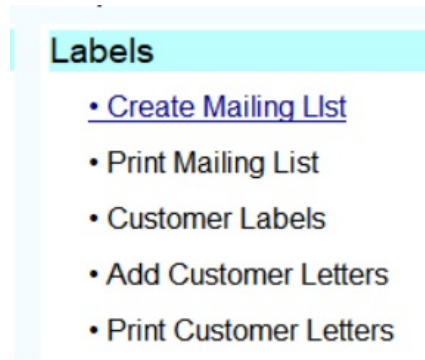 Labels
• Create Mailing LIst
• Print Mailing List
• Customer Labels
• Add Customer Letters
• Print Customer Letters